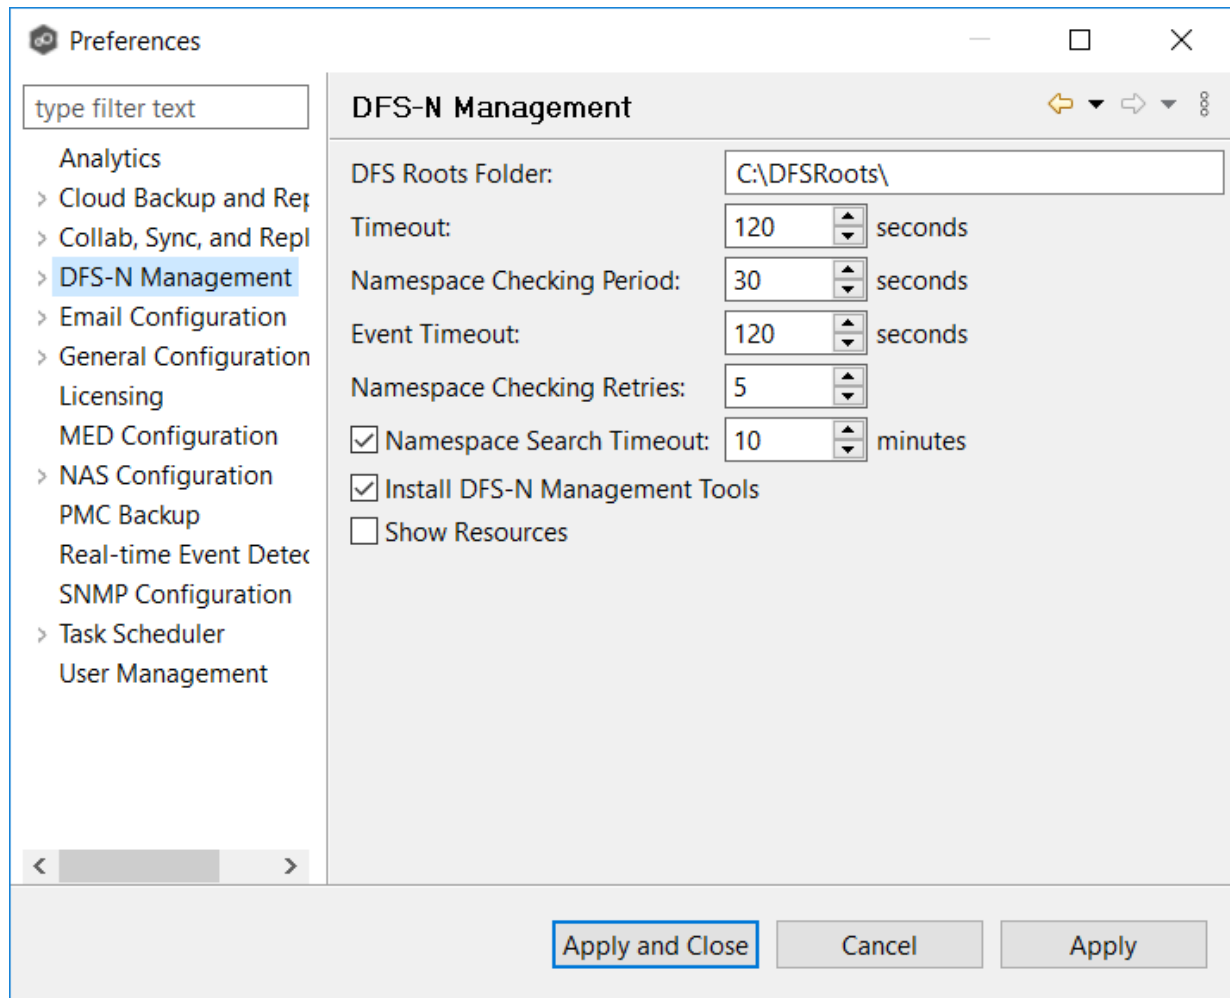 Preferences
type filter text
Analytics
Cloud Backup and Rep
Collab, Sync, and Repl
DFS-N Management
Email Configuration
General Configuration
Licensing
MED Configuration
NAS Configuration
PMC Backup
Real-time Event Detec
SNMP Configuration
Task Scheduler
User Management
DFS-N Management
DFS Roots Folder: C:\DFSRoots\
Timeout: 120 seconds
Namespace Checking Period: 30 seconds
Event Timeout: 120 seconds
Namespace Checking Retries: 5
Namespace Search Timeout: 10 minutes
Install DFS-N Management Tools
Show Resources
Apply and Close Cancel Apply